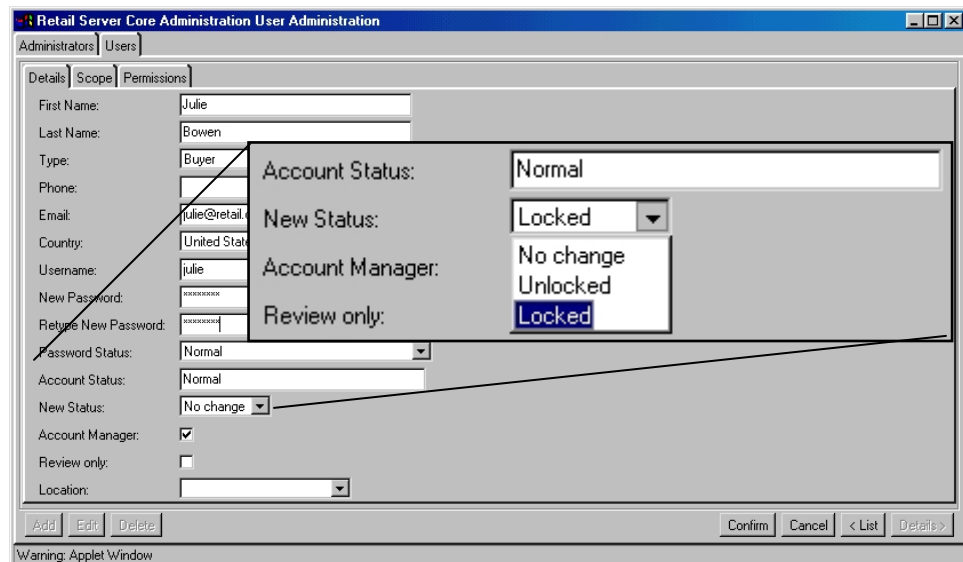 Retail Server Core Administration User Administration
Administrators Users
Details Scope Permissions
First Name: Julie
Last Name: Bowen
Type: Buyer
Phone:
Email: julie@retail.
Country: United State
Username: julie
New Password: ********
Retype New Password: ********
Password Status: Normal
Account Status: Normal
New Status: No change
Account Manager:
Review only:
Location:
Account Status: Normal
New Status: Locked
No change
Account Manager:
Unlocked
Review only:
Locked
Add Edit Delete Confirm Cancel < List Details >
Warning: Applet Window